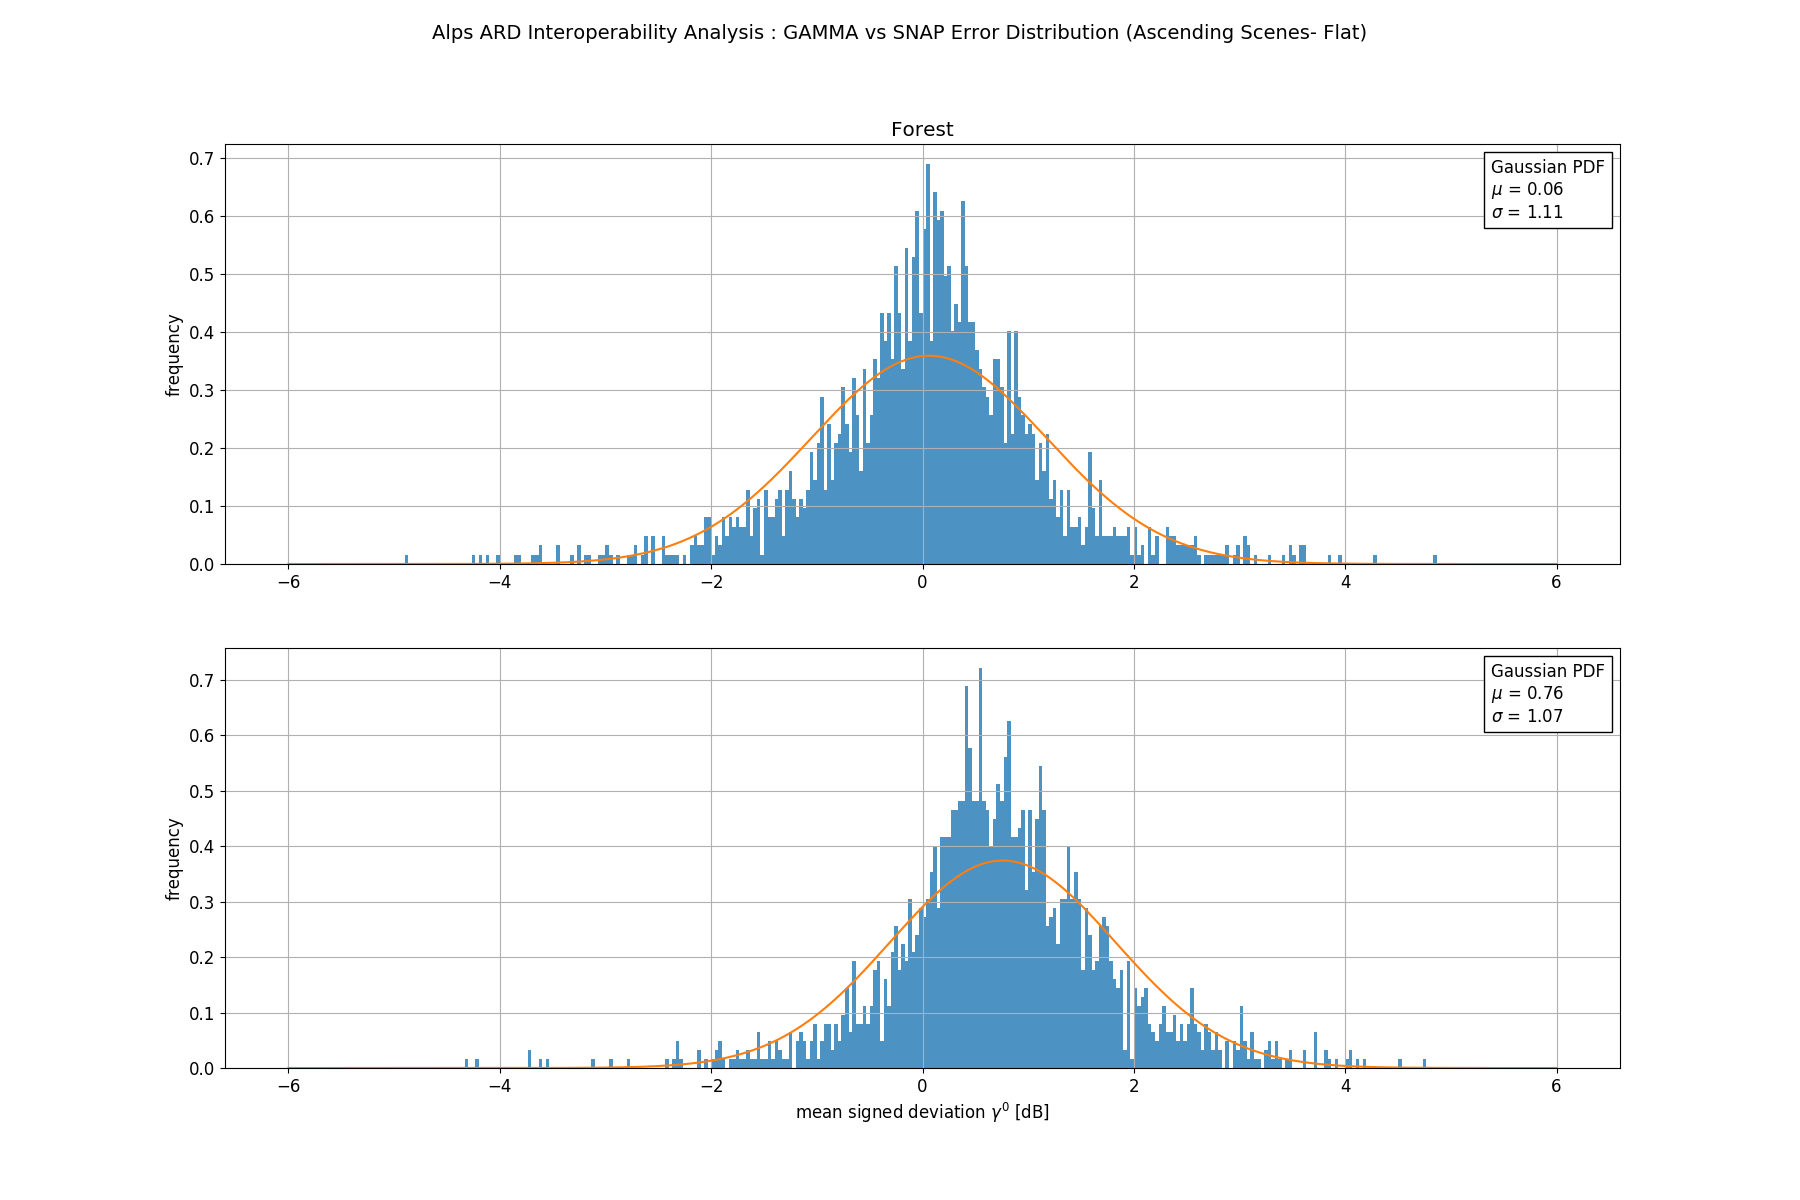 Alps ARD Interoperability Analysis : GAMMA vs SNAP Error Distribution (Ascending Scenes- Flat)
Forest
0.7
0.6
0.5
0.4
0.3
0.2
0.1
0.0
frequency
Gaussian PDF
μ = 0.06
σ = 1.11
−6 −4 −2 0 2 4 6
0.7
0.6
0.5
0.4
0.3
0.2
0.1
0.0
frequency
Gaussian PDF
μ = 0.76
σ = 1.07
−6 −4 −2 0 2 4 6
mean signed deviation γ⁰ [dB]